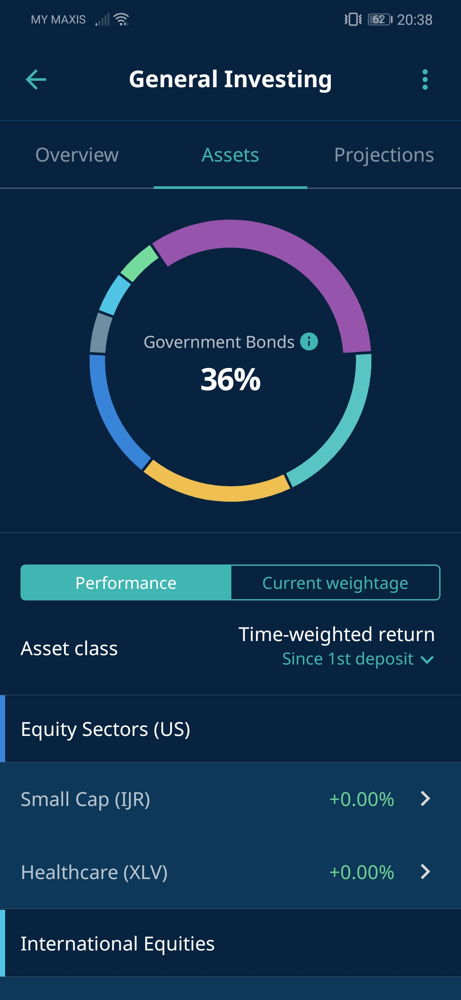 MY MAXIS 62 20:38
General Investing
Overview Assets Projections
Government Bonds
36%
Performance Current weightage
Asset class Time-weighted return
Since 1st deposit
Equity Sectors (US)
Small Cap (IJR) +0.00%
Healthcare (XLV) +0.00%
International Equities